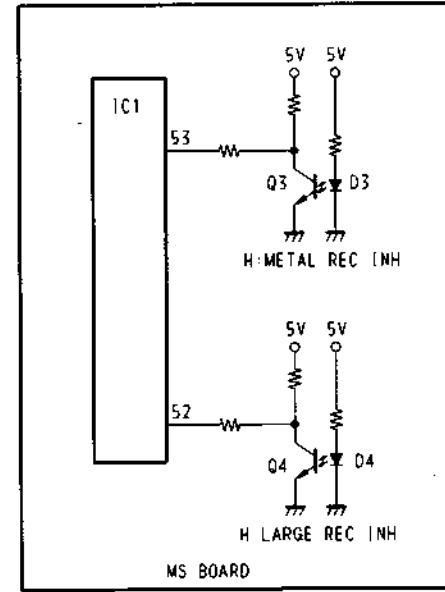 5V 5V
IC1
53
Q3 D3
H:METAL REC INH
5V 5V
52
Q4 D4
H LARGE REC INH
MS BOARD